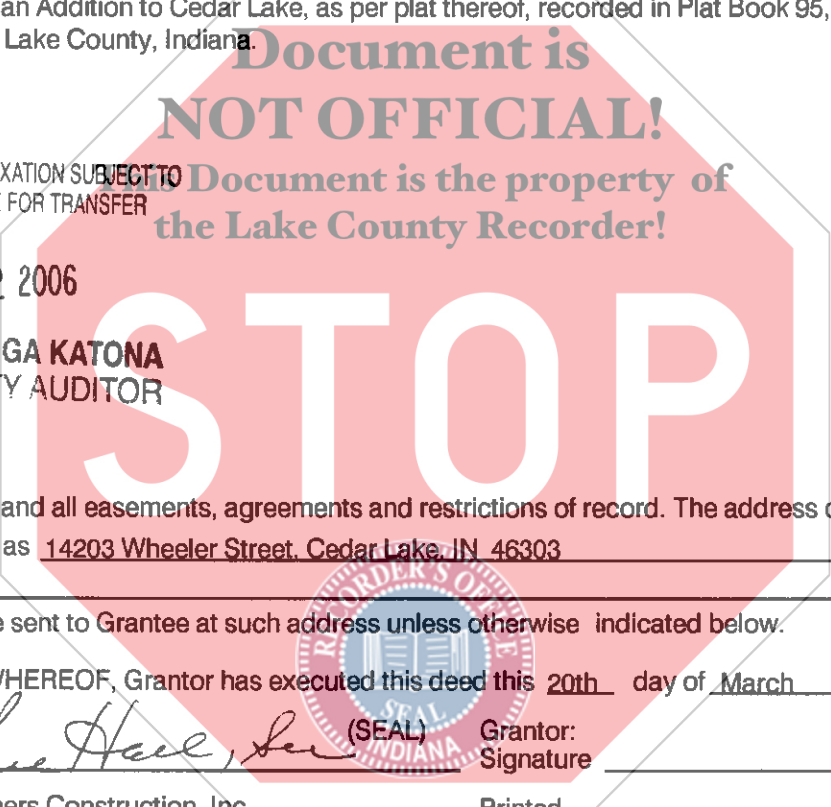 an Addition to Cedar Lake, as per plat thereof, recorded in Plat Book 95,
Lake County, Indiana.
Document is
NOT OFFICIAL!
This Document is the property of
the Lake County Recorder!
XATION SUBJECT TO
FOR TRANSFER
2006
GA KATONA
Y AUDITOR
STOP
and all easements, agreements and restrictions of record. The address
as 14203 Wheeler Street, Cedar Lake, IN 46303
RECORDER'S OFFICE
SEAL
INDIANA
e sent to Grantee at such address unless otherwise indicated below.
WHEREOF, Grantor has executed this deed this 20th day of March
(SEAL) Grantor:
Signature
ners Construction, Inc.
Printed